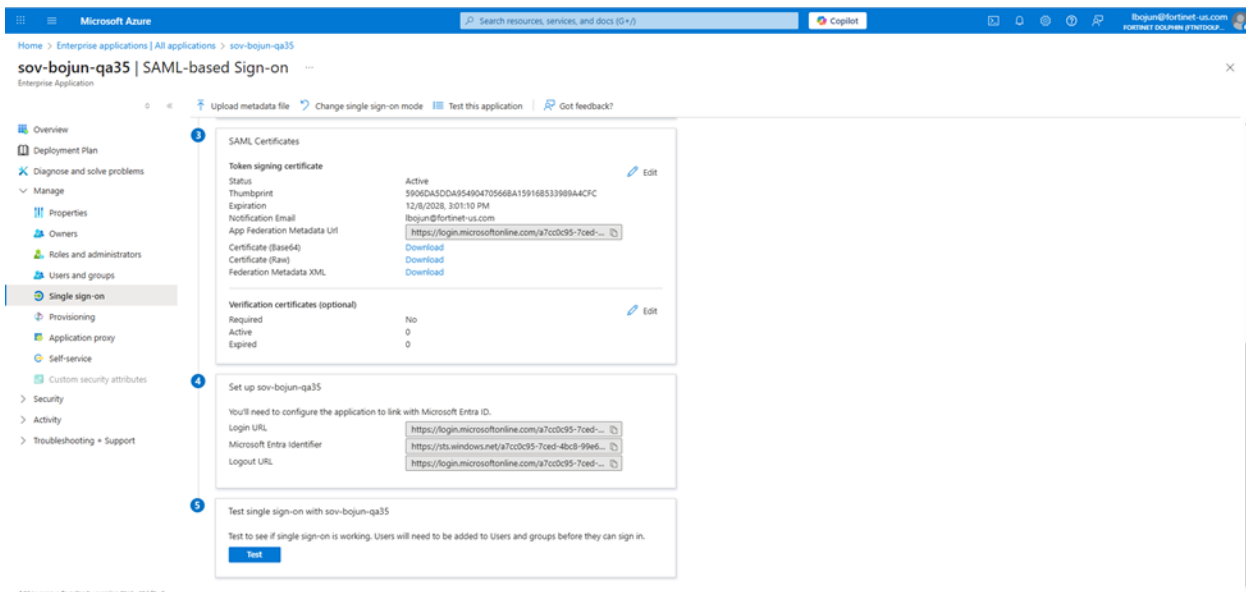 Microsoft Azure
Search resources, services, and docs (G+/)
Copilot
lbojun@fortinet-us.com
FORTINET DOLPHIN (FTNTDOLP...
Home > Enterprise applications | All applications > sov-bojun-qa35
sov-bojun-qa35 | SAML-based Sign-on ...
Enterprise Application
Upload metadata file
Change single sign-on mode
Test this application
Got feedback?
Overview
Deployment Plan
Diagnose and solve problems
Manage
Properties
Owners
Roles and administrators
Users and groups
Single sign-on
Provisioning
Application proxy
Self-service
Custom security attributes
Security
Activity
Troubleshooting + Support
3
SAML Certificates
Token signing certificate
Edit
Status Active
Thumbprint 5906DA5DDA95490470566BA159168533989A4CFC
Expiration 12/8/2028, 3:01:10 PM
Notification Email lbojun@fortinet-us.com
App Federation Metadata Url https://login.microsoftonline.com/a7cc0c95-7ced-...
Certificate (Base64) Download
Certificate (Raw) Download
Federation Metadata XML Download
Verification certificates (optional)
Edit
Required No
Active 0
Expired 0
4
Set up sov-bojun-qa35
You'll need to configure the application to link with Microsoft Entra ID.
Login URL https://login.microsoftonline.com/a7cc0c95-7ced-...
Microsoft Entra Identifier https://sts.windows.net/a7cc0c95-7ced-4bc8-99e6...
Logout URL https://login.microsoftonline.com/a7cc0c95-7ced-...
5
Test single sign-on with sov-bojun-qa35
Test to see if single sign-on is working. Users will need to be added to Users and groups before they can sign in.
Test